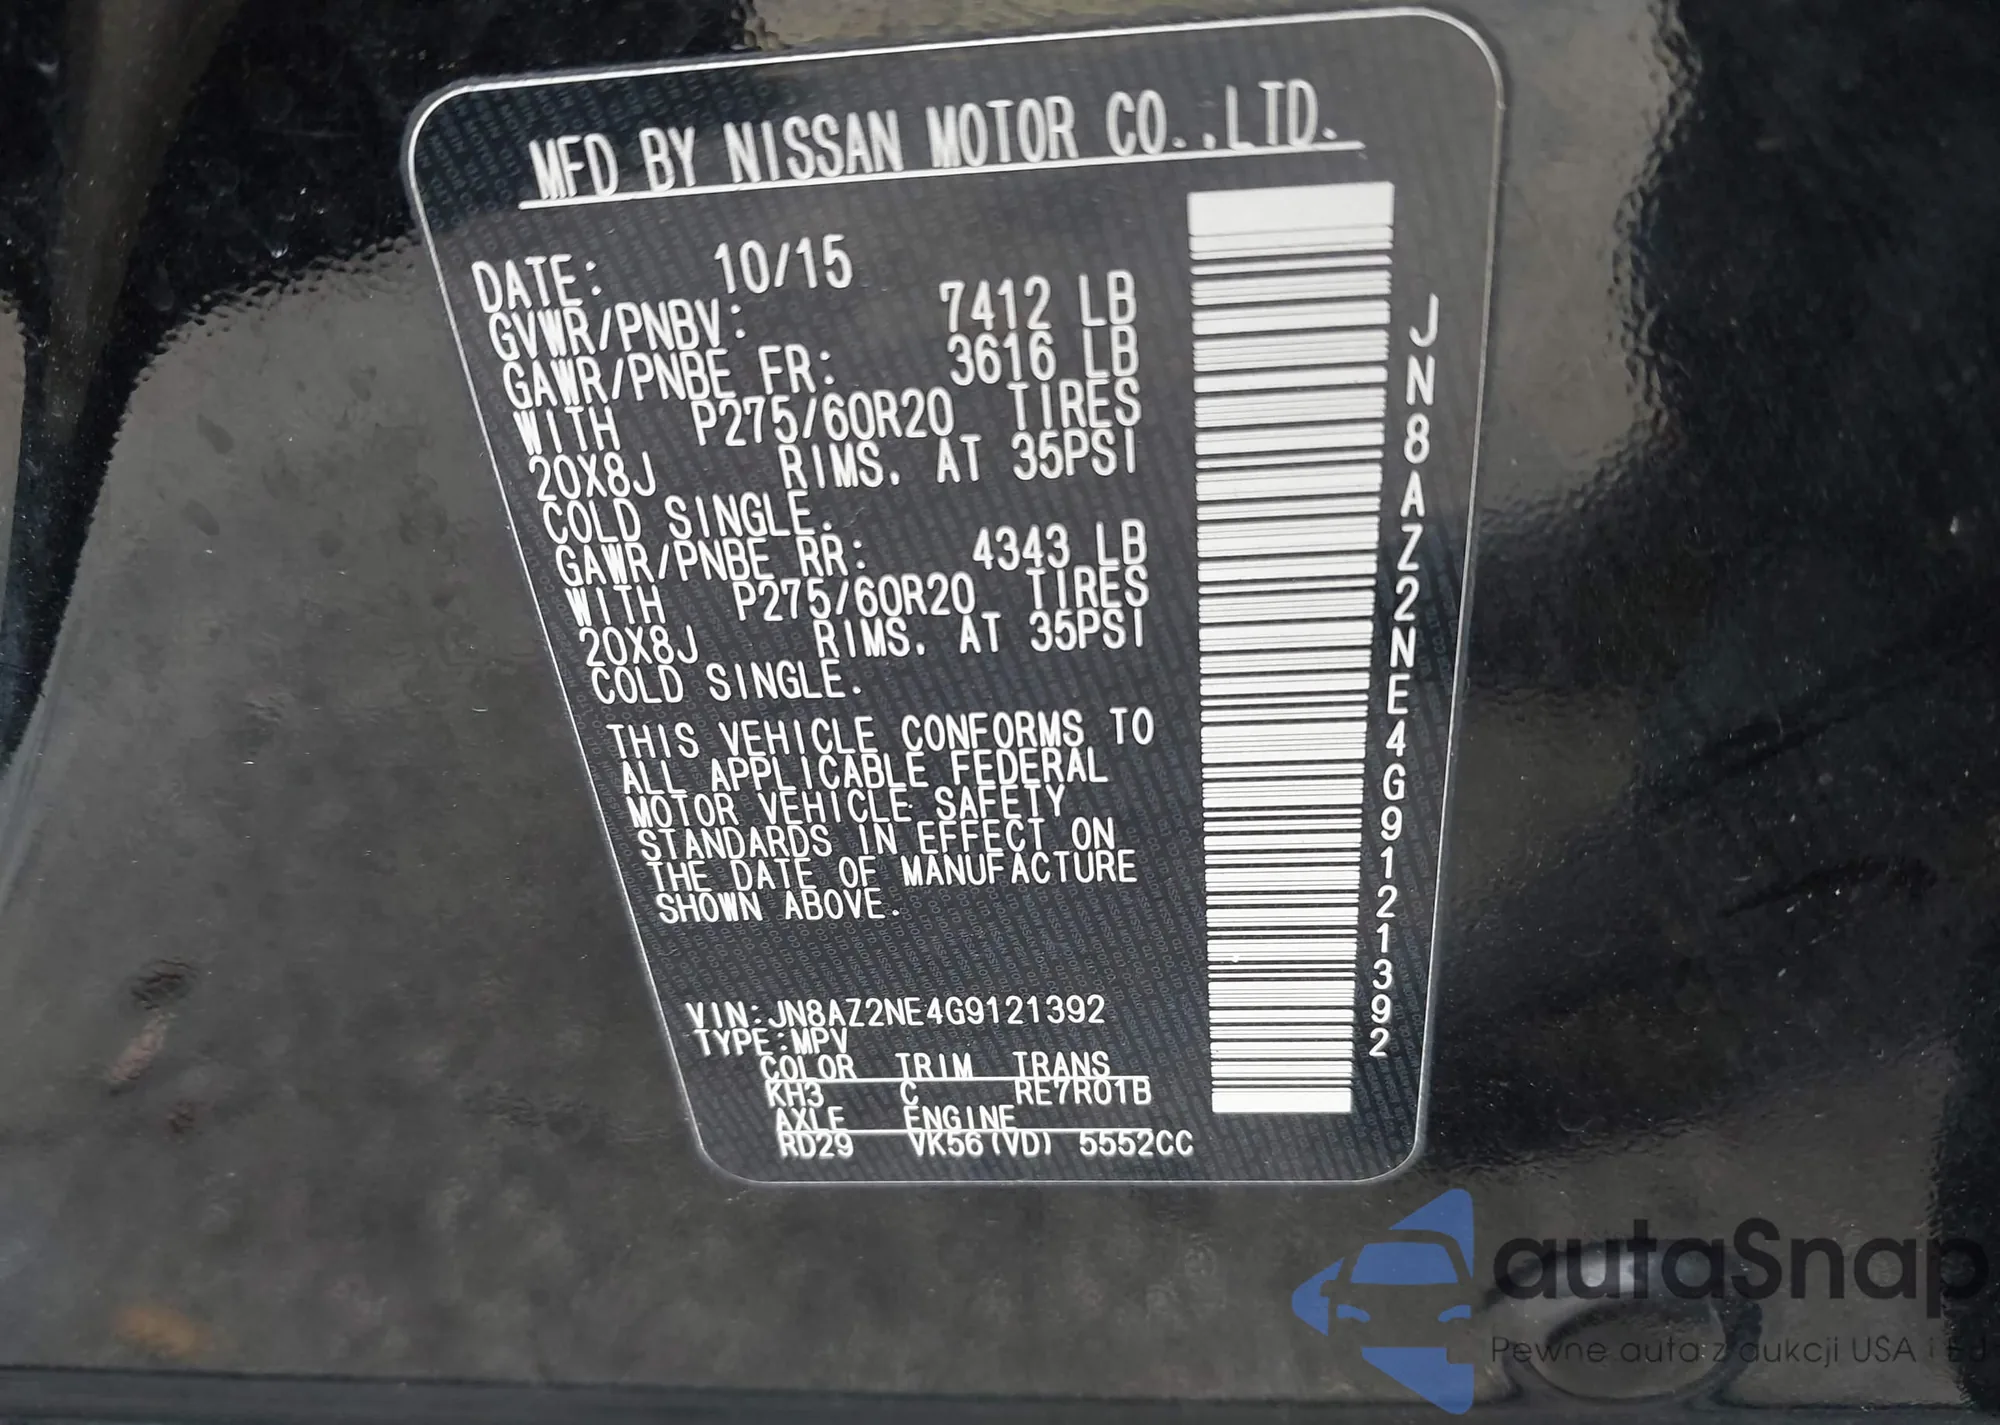 MFD BY NISSAN MOTOR CO.,LTD.
DATE: 10/15
GVWR/PNBV: 7412 LB
GAWR/PNBE FR: 3616 LB
WITH P275/60R20 TIRES
20X8J RIMS. AT 35PSI
COLD SINGLE.
GAWR/PNBE RR: 4343 LB
WITH P275/60R20 TIRES
20X8J RIMS. AT 35PSI
COLD SINGLE.
THIS VEHICLE CONFORMS TO
ALL APPLICABLE FEDERAL
MOTOR VEHICLE SAFETY
STANDARDS IN EFFECT ON
THE DATE OF MANUFACTURE
SHOWN ABOVE.
VIN:JN8AZ2NE4G9121392
TYPE:MPV
COLOR TRIM TRANS
KH3 C RE7R01B
AXLE ENGINE
RD29 VK56(VD) 5552CC
JN8AZ2NE4G9121392
autaSnap
Pewne auta z aukcji USA i